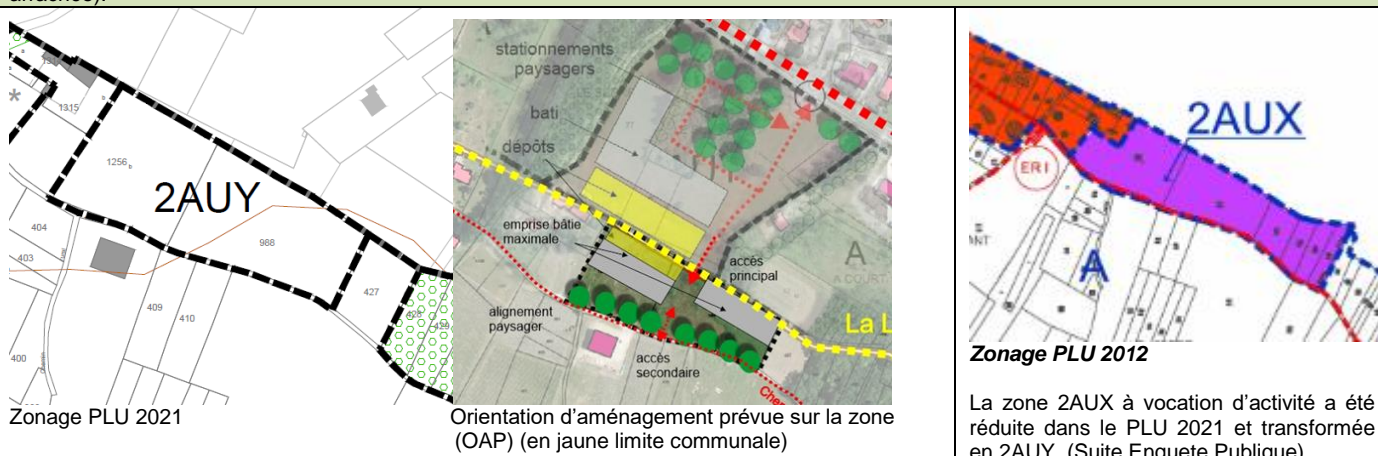 1315
1256
2AUY
404
403
988
409
410
427
428
429
400
Zonage PLU 2021
stationnements
paysagers
bati
dépôts
emprise bâtie
maximale
accès
principal
A
alignement
paysager
accès
secondaire
La L
Orientation d’aménagement prévue sur la zone
(OAP) (en jaune limite communale)
2AUX
ER I
A
Zonage PLU 2012
La zone 2AUX à vocation d’activité a été
réduite dans le PLU 2021 et transformée
en 2AUY (Suite Enquete Publique)